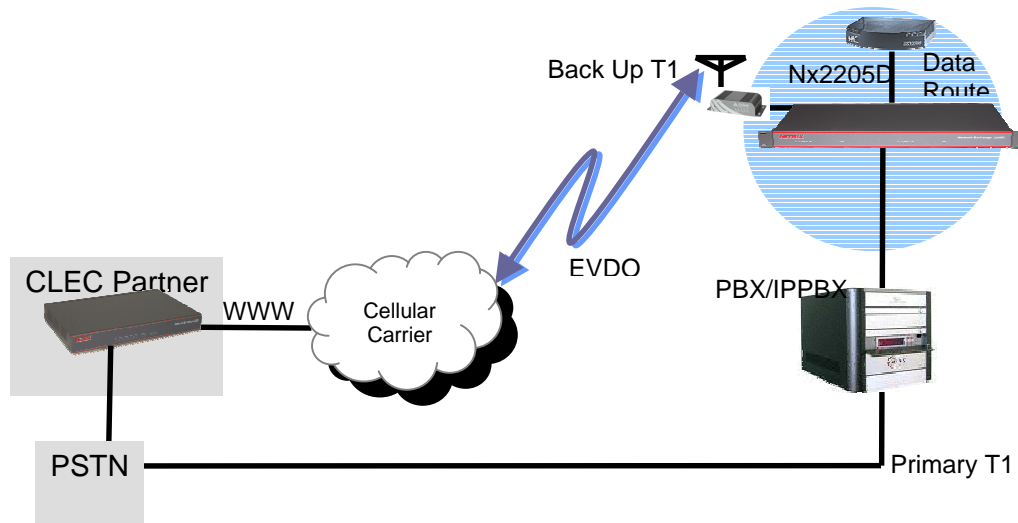 Back Up T1
Nx2205D
Data
Route
EVDO
CLEC Partner
WWW
Cellular
Carrier
PBX/IPPBX
PSTN
Primary T1